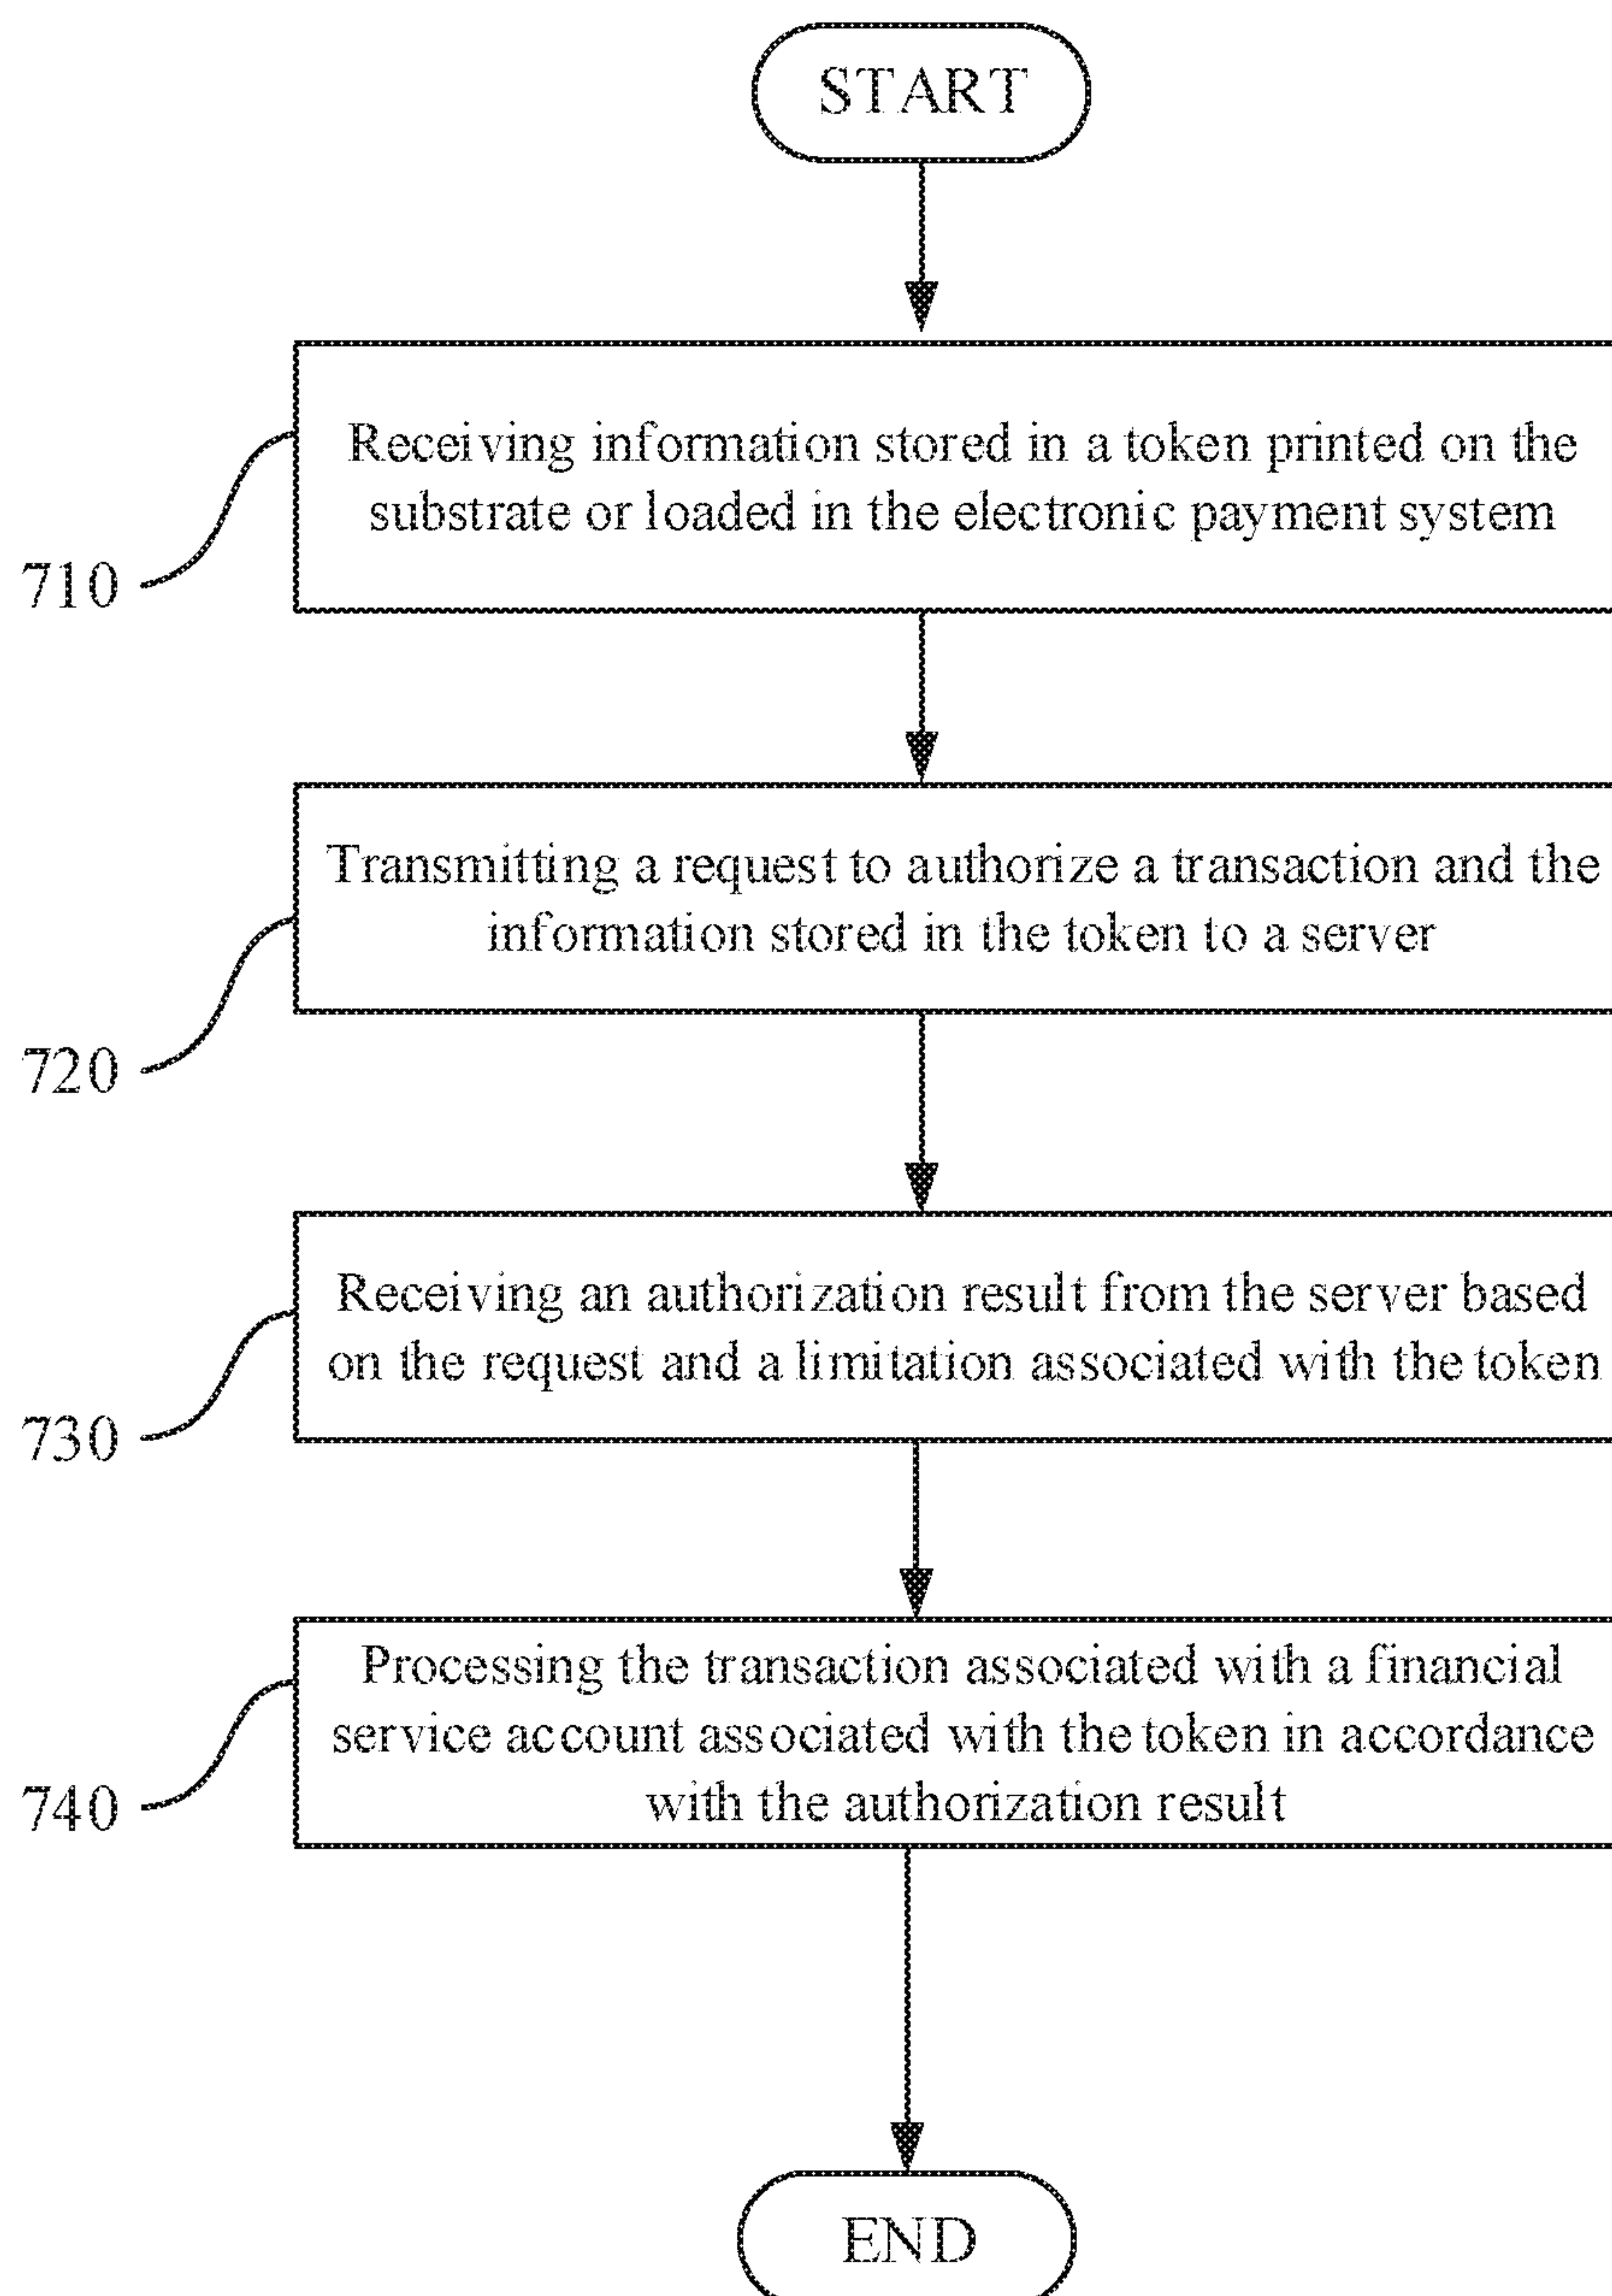 START
Receiving information stored in a token printed on the
substrate or loaded in the electronic payment system
710
Transmitting a request to authorize a transaction and the
information stored in the token to a server
720
Receiving an authorization result from the server based
on the request and a limitation associated with the token
730
Processing the transaction associated with a financial
service account associated with the token in accordance
with the authorization result
740
END